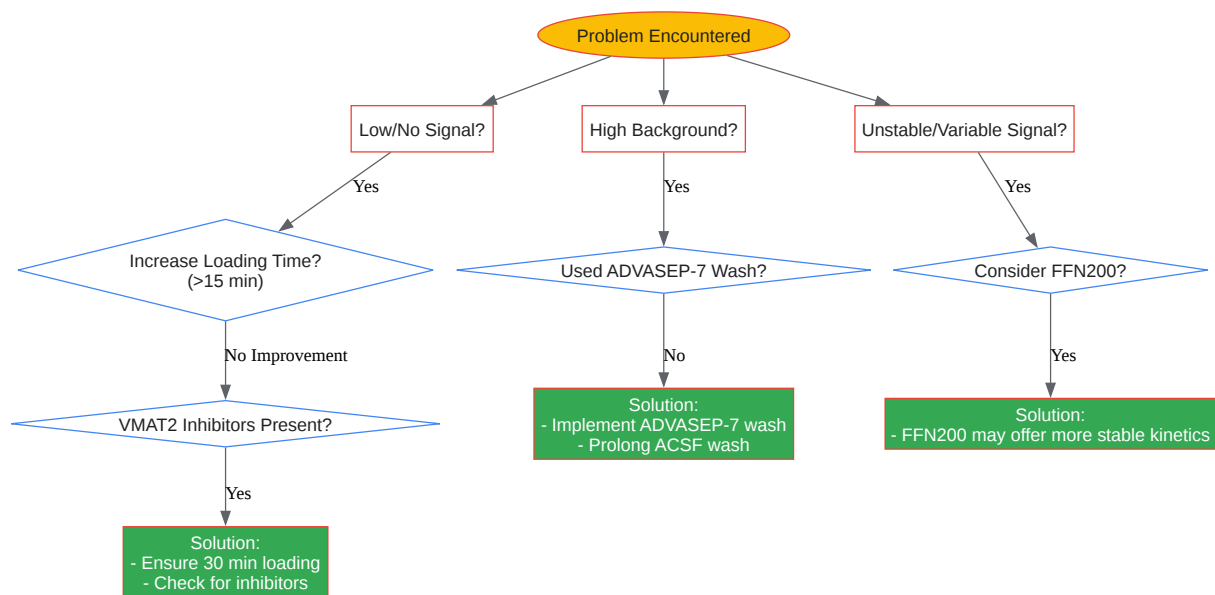 Problem Encountered
Low/No Signal?
High Background?
Unstable/Variable Signal?
Yes
Yes
Yes
Increase Loading Time?
(>15 min)
Used ADVASEP-7 Wash?
Consider FFN200?
No Improvement
No
Yes
VMAT2 Inhibitors Present?
Solution:
- Implement ADVASEP-7 wash
- Prolong ACSF wash
Solution:
- FFN200 may offer more stable kinetics
Yes
Solution:
- Ensure 30 min loading
- Check for inhibitors